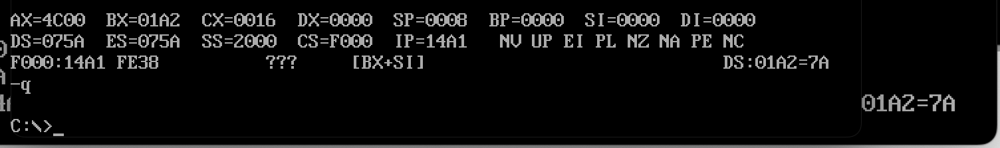 AX=4C00  BX=01A2  CX=0016  DX=0000  SP=0008  BP=0000  SI=0000  DI=0000
DS=075A  ES=075A  SS=2000  CS=F000  IP=14A1   NV UP EI PL NZ NA PE NC
F000:14A1 FE38          ???     [BX+SI]                            DS:01A2=7A
-q
01A2=7A
C:\>_